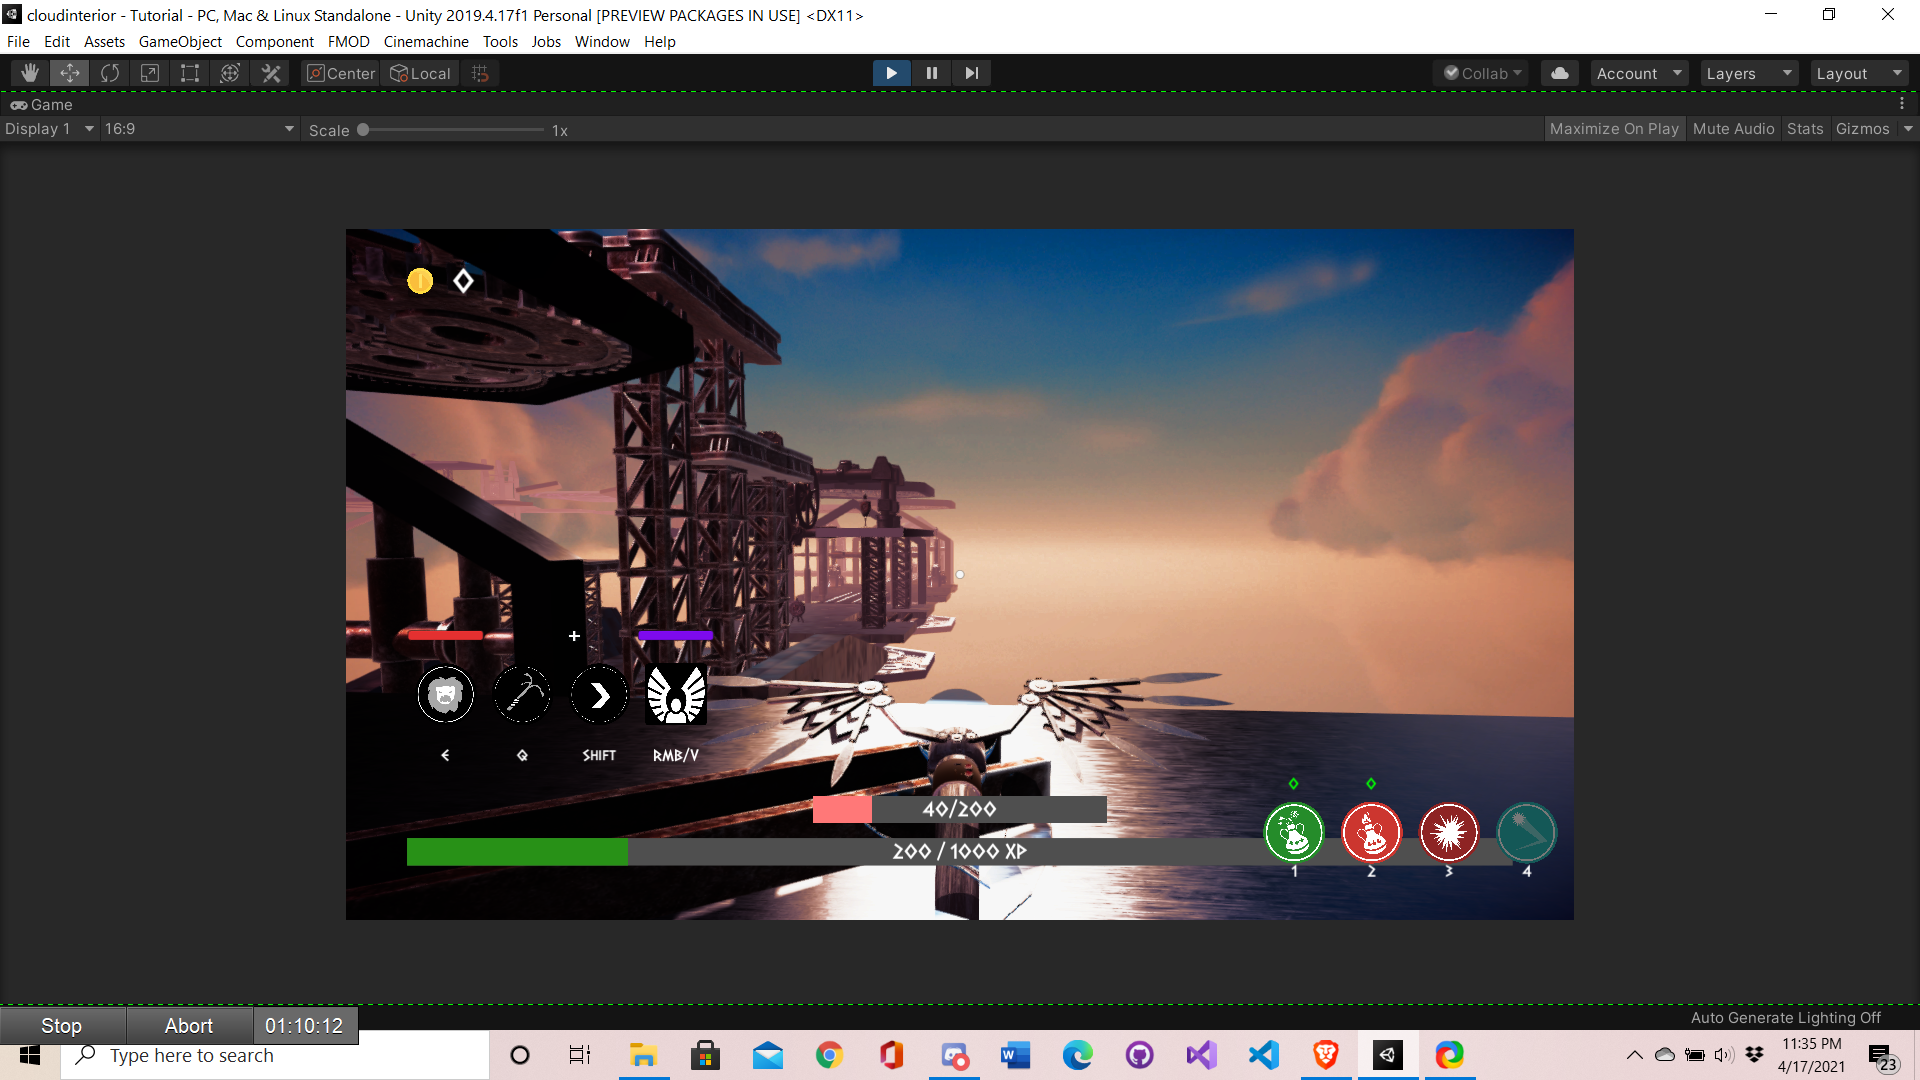 cloudinterior - Tutorial - PC, Mac & Linux Standalone - Unity 2019.4.17f1 Personal [PREVIEW PACKAGES IN USE] <DX11>
File Edit Assets GameObject Component FMOD Cinemachine Tools Jobs Window Help
Center Local Collab Account Layers Layout
Game
Display 1 16:9 Scale 1x Maximize On Play Mute Audio Stats Gizmos
E Q SHIFT RMB/V
40/200
200 / 1000 XP
1 2 3 4
Auto Generate Lighting Off
Stop Abort 01:10:12
Type here to search
11:35 PM
4/17/2021
23